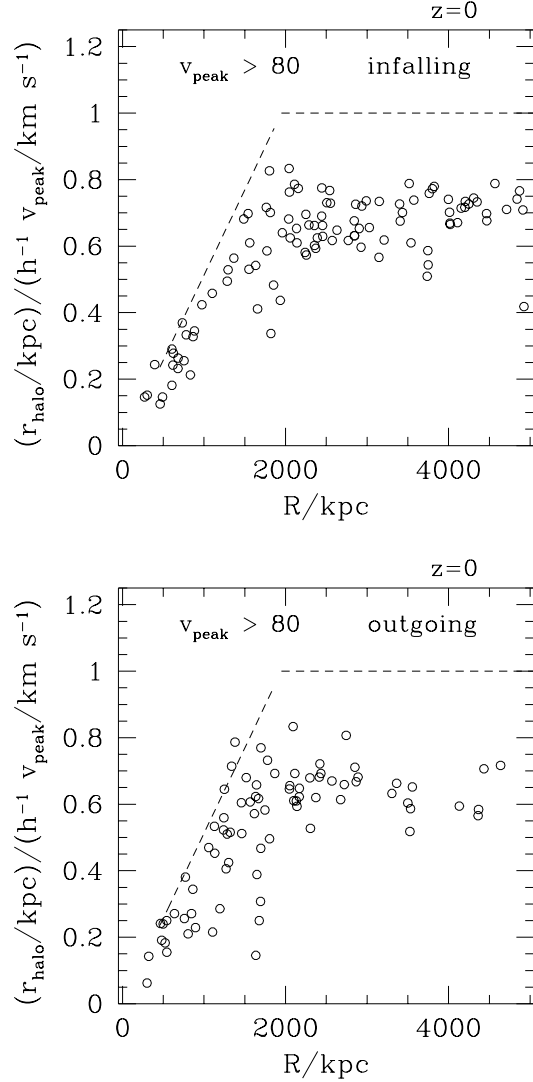 z=0
v_peak > 80 infalling
1.2
1
0.8
0.6
0.4
0.2
0
(r_halo/kpc)/(h⁻¹ v_peak/km s⁻¹)
0 2000 4000
R/kpc
z=0
v_peak > 80 outgoing
1.2
1
0.8
0.6
0.4
0.2
0
(r_halo/kpc)/(h⁻¹ v_peak/km s⁻¹)
0 2000 4000
R/kpc